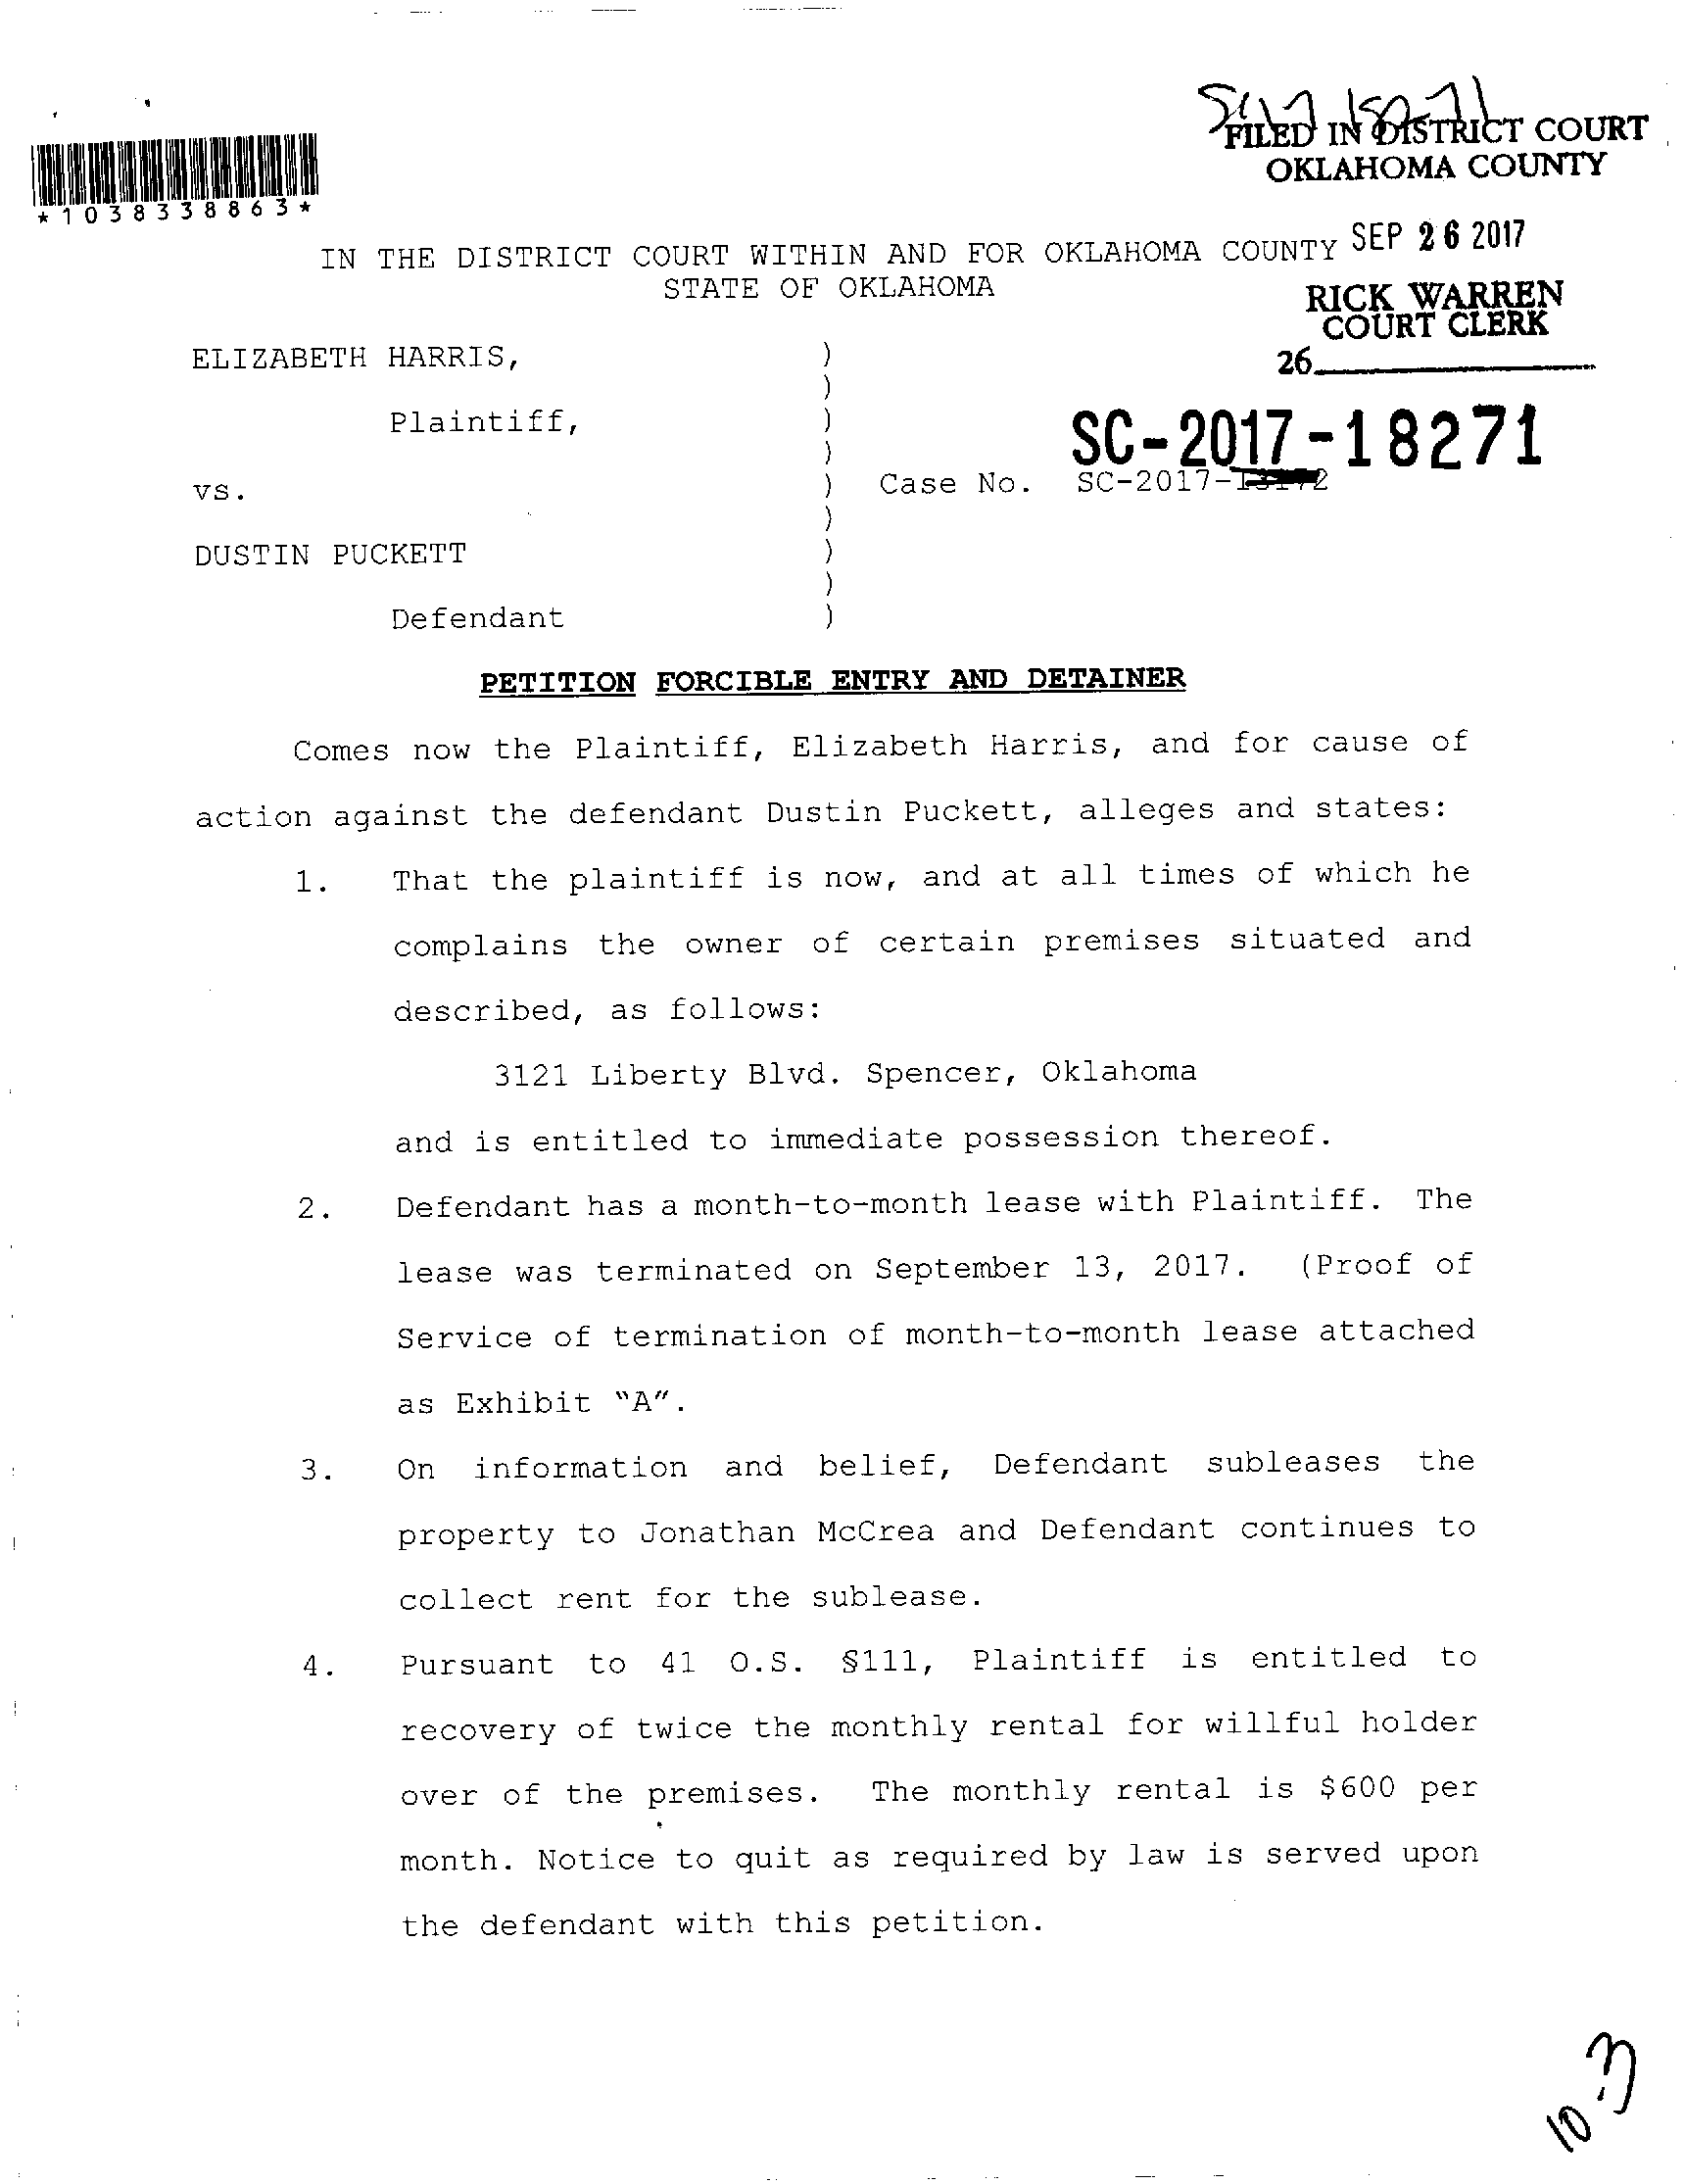 FILED IN DISTRICT COURT
OKLAHOMA COUNTY
*1038338863*
SEP 26 2017
IN THE DISTRICT COURT WITHIN AND FOR OKLAHOMA COUNTY
STATE OF OKLAHOMA
RICK WARREN
COURT CLERK
26
ELIZABETH HARRIS, )
)
Plaintiff, )
)
SC-2017-18271
vs. ) Case No. SC-2017-
)
DUSTIN PUCKETT )
)
Defendant )
PETITION FORCIBLE ENTRY AND DETAINER
Comes now the Plaintiff, Elizabeth Harris, and for cause of
action against the defendant Dustin Puckett, alleges and states:
1. That the plaintiff is now, and at all times of which he
complains the owner of certain premises situated and
described, as follows:
3121 Liberty Blvd. Spencer, Oklahoma
and is entitled to immediate possession thereof.
2. Defendant has a month-to-month lease with Plaintiff. The
lease was terminated on September 13, 2017. (Proof of
Service of termination of month-to-month lease attached
as Exhibit "A".
3. On information and belief, Defendant subleases the
property to Jonathan McCrea and Defendant continues to
collect rent for the sublease.
4. Pursuant to 41 O.S. §111, Plaintiff is entitled to
recovery of twice the monthly rental for willful holder
over of the premises. The monthly rental is $600 per
month. Notice to quit as required by law is served upon
the defendant with this petition.
10-3